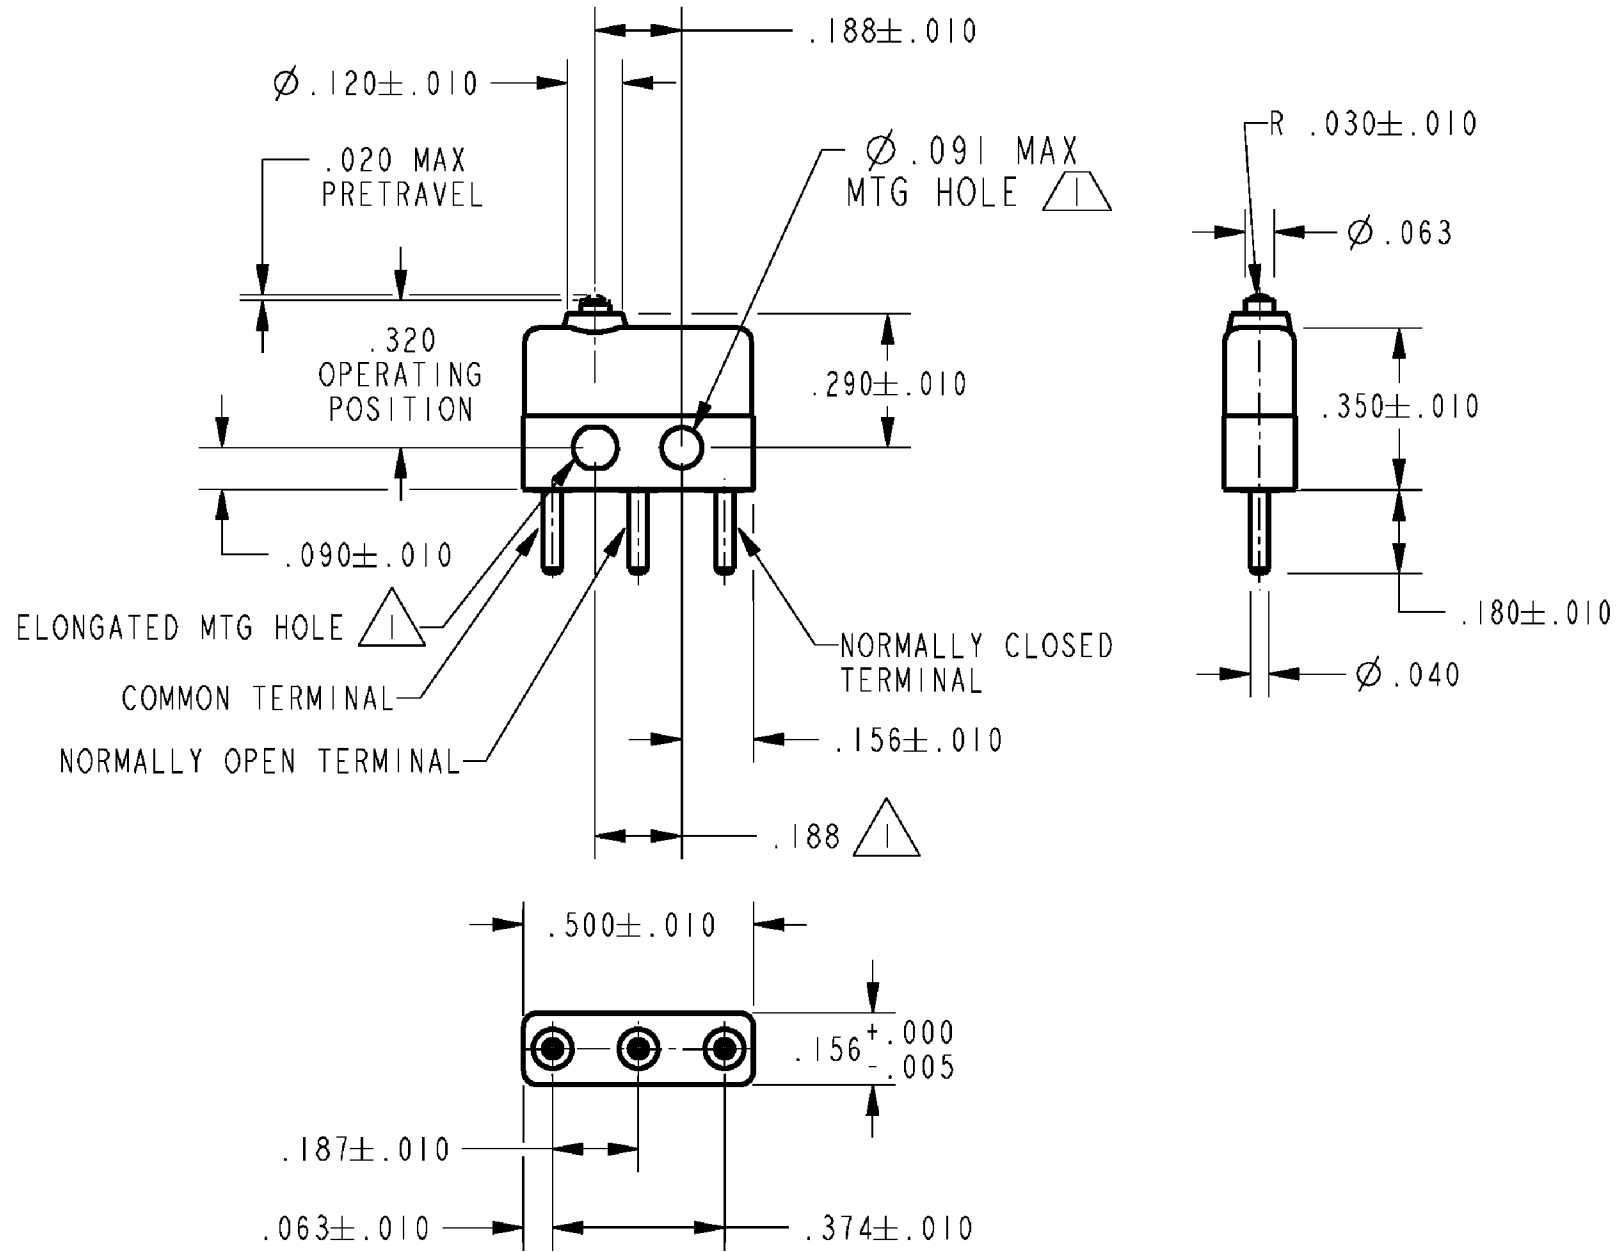 .188±.010
Ø.120±.010
.020 MAX
PRETRAVEL
Ø.091 MAX
MTG HOLE 1
R .030±.010
Ø.063
.320
OPERATING
POSITION
.290±.010
.350±.010
.090±.010
ELONGATED MTG HOLE 1
.180±.010
NORMALLY CLOSED
TERMINAL
Ø.040
COMMON TERMINAL
NORMALLY OPEN TERMINAL
.156±.010
.188 1
.500±.010
.156 +.000
-.005
.187±.010
.063±.010
.374±.010